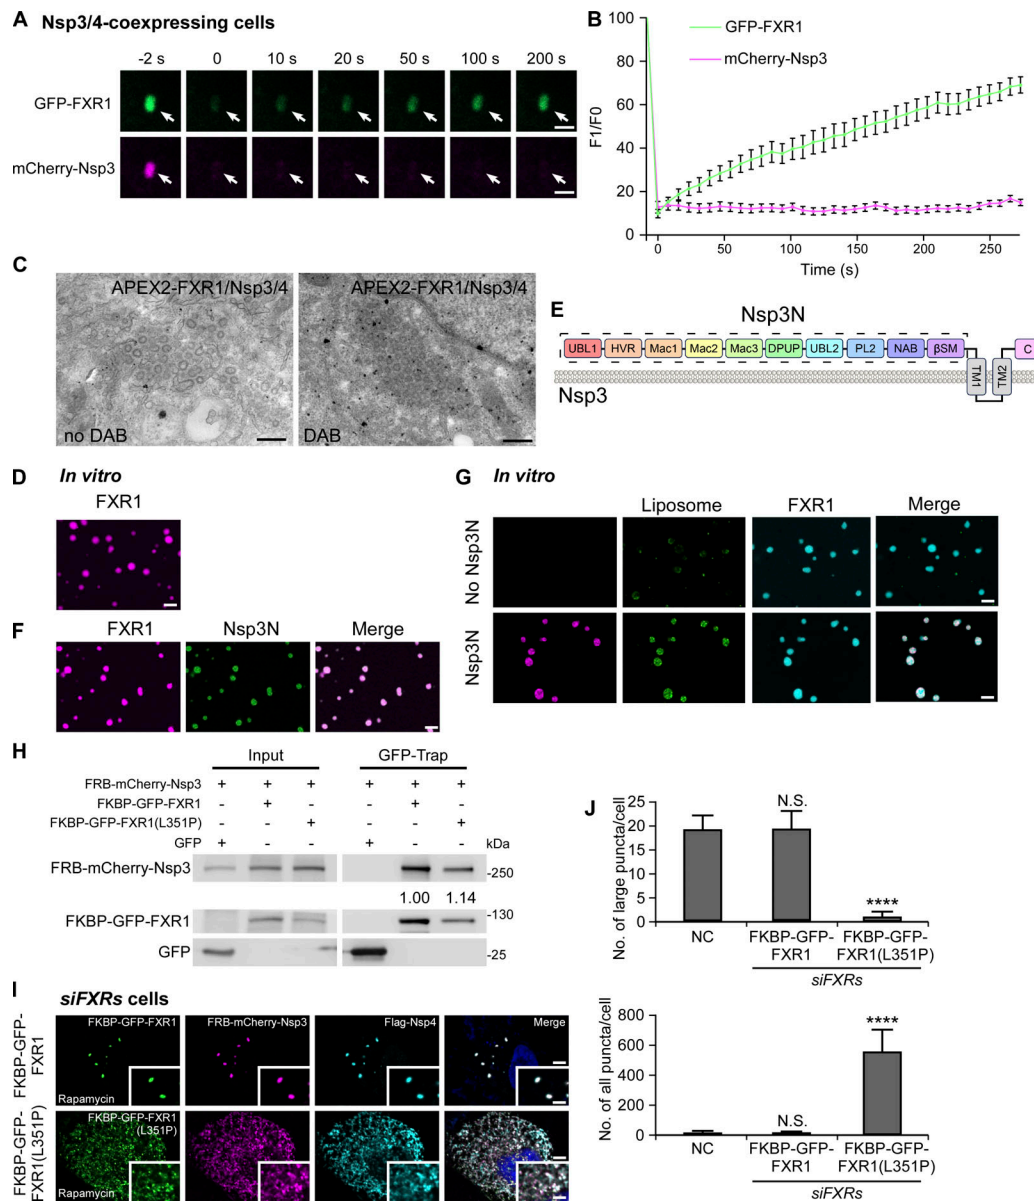 A Nsp3/4-coexpressing cells
-2 s 0 10 s 20 s 50 s 100 s 200 s
GFP-FXR1
mCherry-Nsp3
B
GFP-FXR1
mCherry-Nsp3
F1/F0
100
80
60
40
20
0
0 50 100 150 200 250
Time (s)
C
APEX2-FXR1/Nsp3/4
no DAB
APEX2-FXR1/Nsp3/4
DAB
E
Nsp3N
UBL1 HVR Mac1 Mac2 Mac3 DPUP UBL2 PL2 NAB βSM TM1 TM2 C
Nsp3
D In vitro
FXR1
F
FXR1 Nsp3N Merge
G In vitro
Liposome FXR1 Merge
No Nsp3N
Nsp3N
H
Input GFP-Trap
FRB-mCherry-Nsp3 + + + + + +
FKBP-GFP-FXR1 - + - - + -
FKBP-GFP-FXR1(L351P) - - + - - +
GFP + - - + - - kDa
FRB-mCherry-Nsp3 -250
1.00 1.14
FKBP-GFP-FXR1 -130
GFP -25
I siFXRs cells
FKBP-GFP-FXR1
FKBP-GFP-FXR1 FRB-mCherry-Nsp3 Flag-Nsp4 Merge
Rapamycin
FKBP-GFP-FXR1(L351P)
FKBP-GFP-FXR1
(L351P)
Rapamycin
J
No. of large puncta/cell
25
20
15
10
5
0
N.S.
****
NC FKBP-GFP-FXR1 FKBP-GFP-FXR1(L351P)
siFXRs
No. of all puncta/cell
800
600
400
200
0
N.S.
****
NC FKBP-GFP-FXR1 FKBP-GFP-FXR1(L351P)
siFXRs